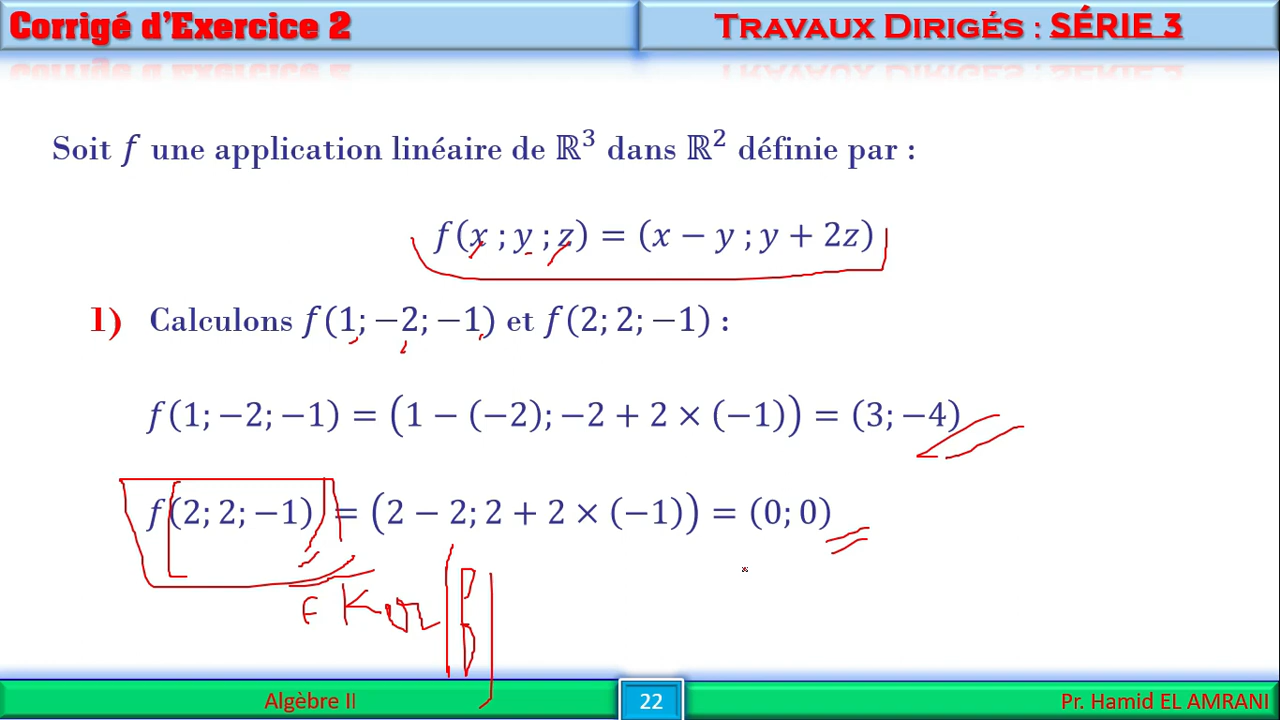 Corrigé d'Exercice 2
TRAVAUX DIRIGÉS : SÉRIE 3
Soit f une application linéaire de ℝ³ dans ℝ² définie par :
f(x ; y ; z) = (x − y ; y + 2z)
1) Calculons f(1; −2; −1) et f(2; 2; −1) :
f(1; −2; −1) = (1 − (−2); −2 + 2 × (−1)) = (3; −4)
f(2; 2; −1) = (2 − 2; 2 + 2 × (−1)) = (0; 0)
Algèbre II
22
Pr. Hamid EL AMRANI